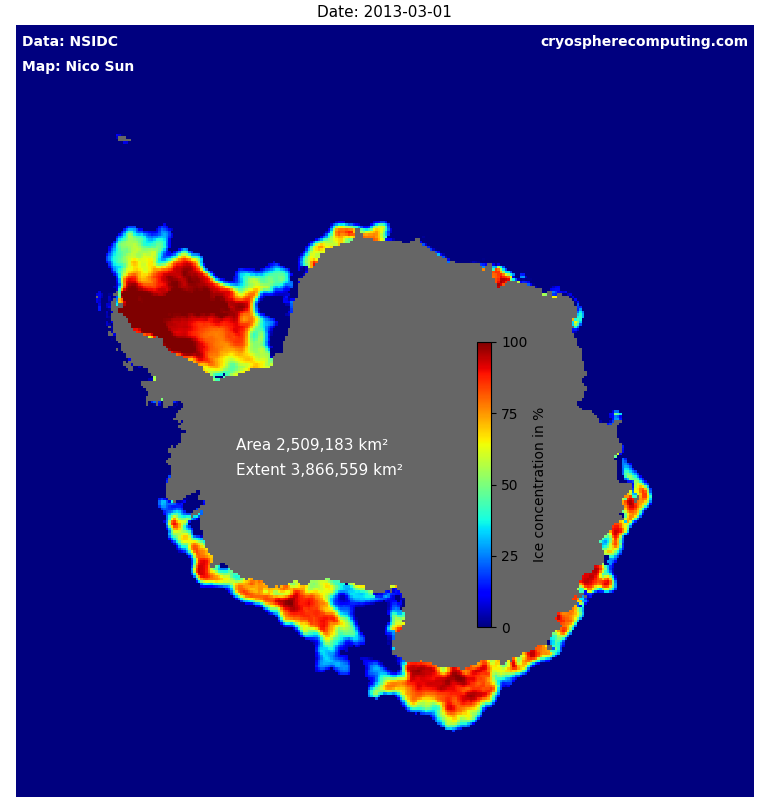 Date: 2013-03-01
Data: NSIDC
cryospherecomputing.com
Map: Nico Sun
Area 2,509,183 km²
Extent 3,866,559 km²
100
75
50
25
0
Ice concentration in %